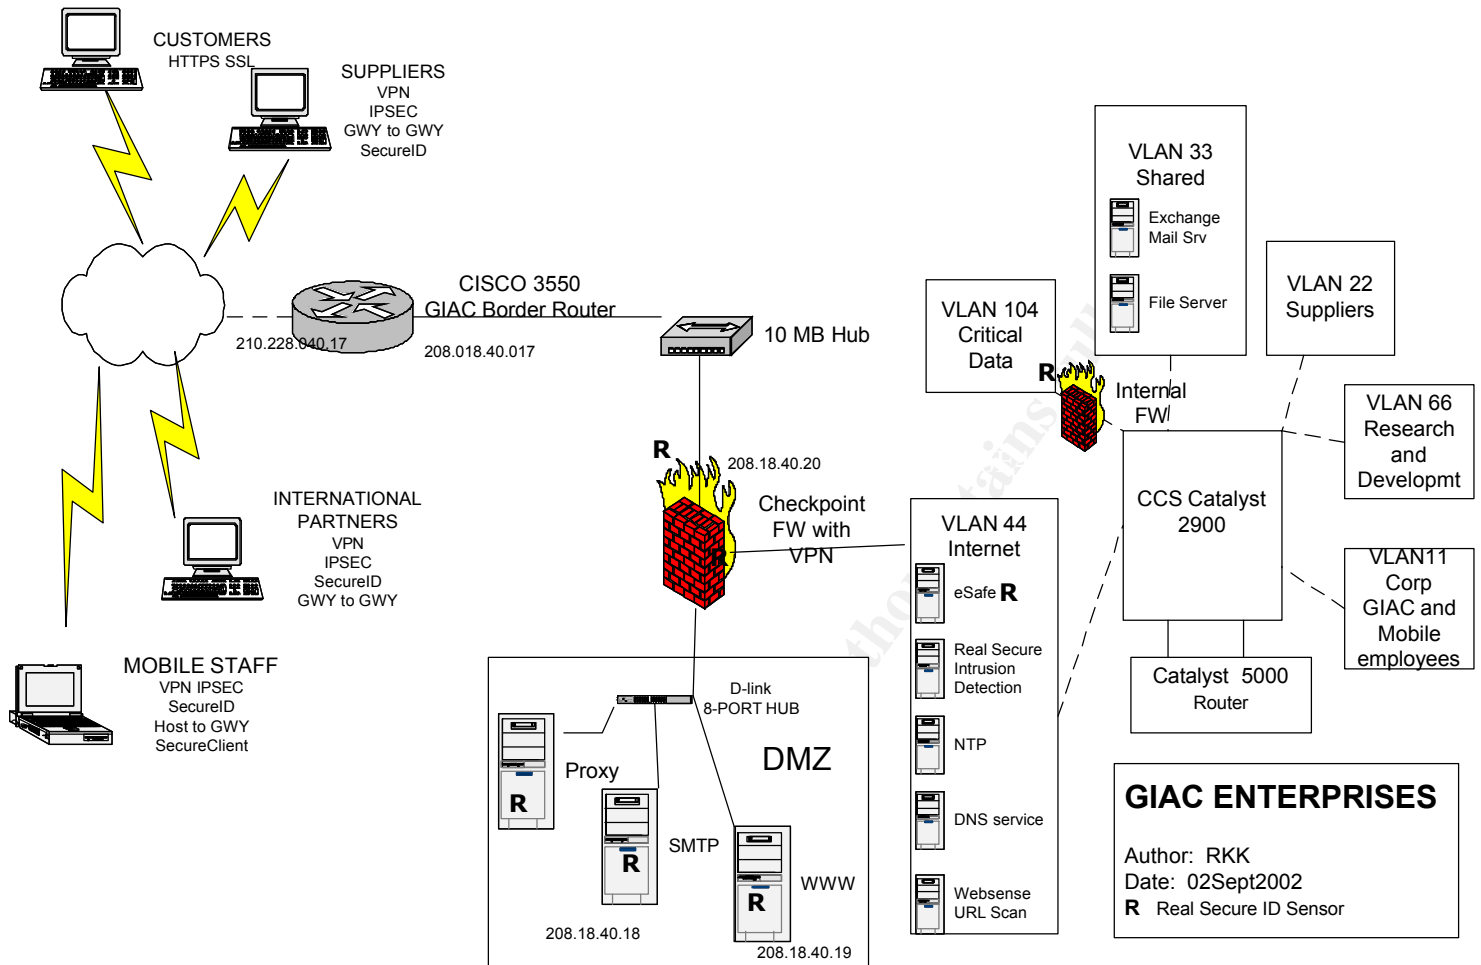 CUSTOMERS
HTTPS SSL
SUPPLIERS
VPN
IPSEC
GWY to GWY
SecureID
CISCO 3550
GIAC Border Router
210.228.040.17
208.018.40.017
10 MB Hub
R
208.18.40.20
Checkpoint
FW with
VPN
R
INTERNATIONAL
PARTNERS
VPN
IPSEC
SecureID
GWY to GWY
MOBILE STAFF
VPN IPSEC
SecureID
Host to GWY
SecureClient
D-link
8-PORT HUB
DMZ
Proxy
R
SMTP
R
WWW
R
208.18.40.18
208.18.40.19
VLAN 44
Internet
eSafe R
Real Secure
Intrusion
Detection
NTP
DNS service
Websense
URL Scan
VLAN 104
Critical
Data
R
Internal
FW
VLAN 33
Shared
Exchange
Mail Srv
File Server
VLAN 22
Suppliers
VLAN 66
Research
and
Developmt
CCS Catalyst
2900
VLAN11
Corp
GIAC and
Mobile
employees
Catalyst 5000
Router
GIAC ENTERPRISES
Author: RKK
Date: 02Sept2002
R Real Secure ID Sensor